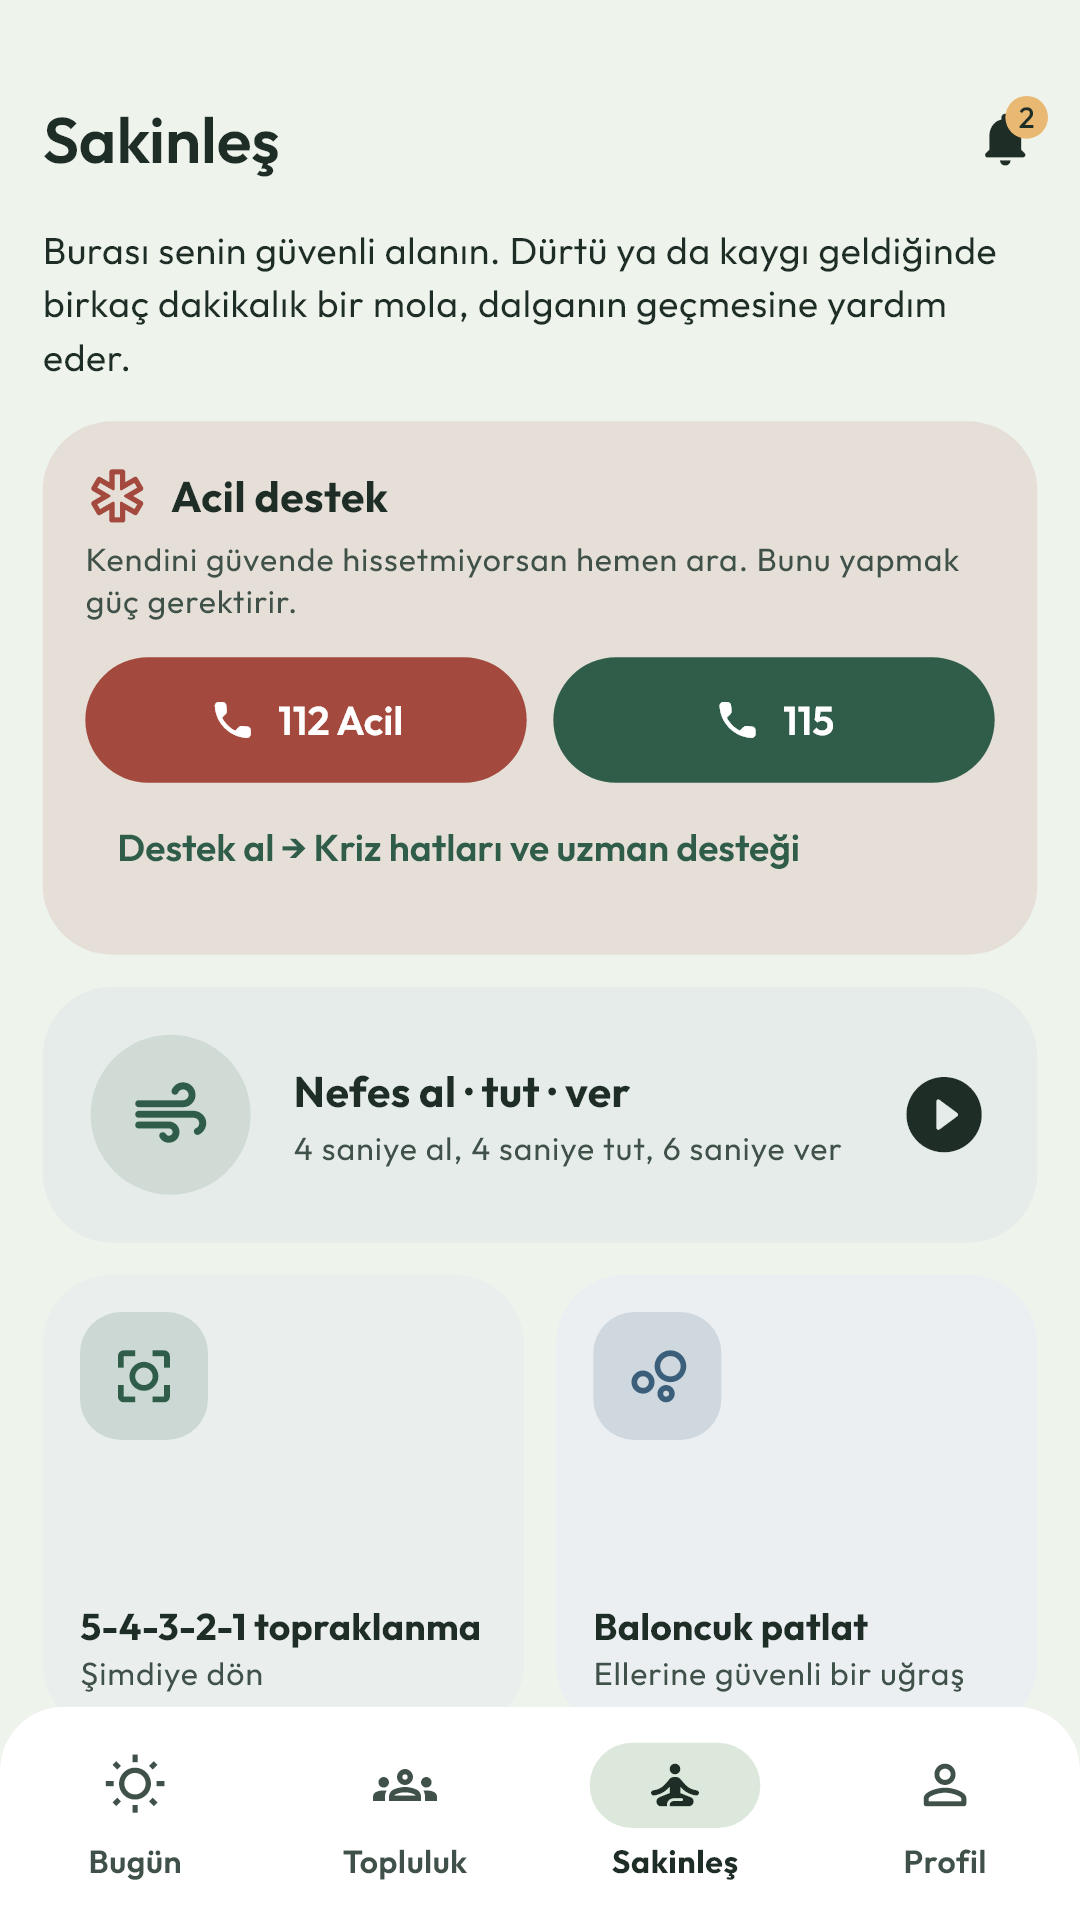 Sakinleş
2
Burası senin güvenli alanın. Dürtü ya da kaygı geldiğinde
birkaç dakikalık bir mola, dalganın geçmesine yardım
eder.
Acil destek
Kendini güvende hissetmiyorsan hemen ara. Bunu yapmak
güç gerektirir.
112 Acil
115
Destek al → Kriz hatları ve uzman desteği
Nefes al · tut · ver
4 saniye al, 4 saniye tut, 6 saniye ver
5-4-3-2-1 topraklanma
Şimdiye dön
Baloncuk patlat
Ellerine güvenli bir uğraş
Bugün
Topluluk
Sakinleş
Profil